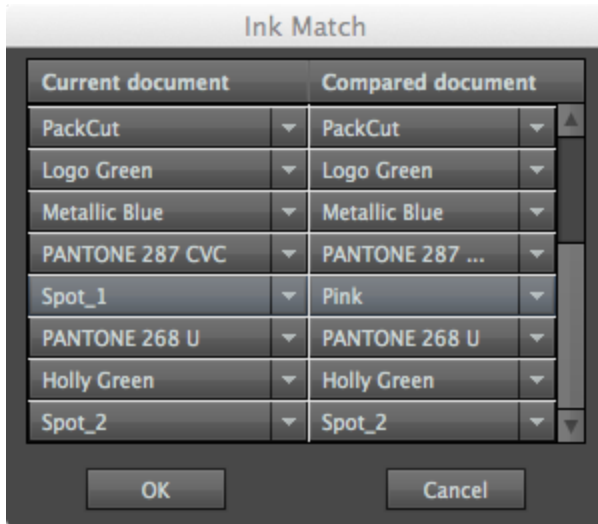 Ink Match
Current document Compared document
PackCut PackCut
Logo Green Logo Green
Metallic Blue Metallic Blue
PANTONE 287 CVC PANTONE 287 ...
Spot_1 Pink
PANTONE 268 U PANTONE 268 U
Holly Green Holly Green
Spot_2 Spot_2
OK Cancel